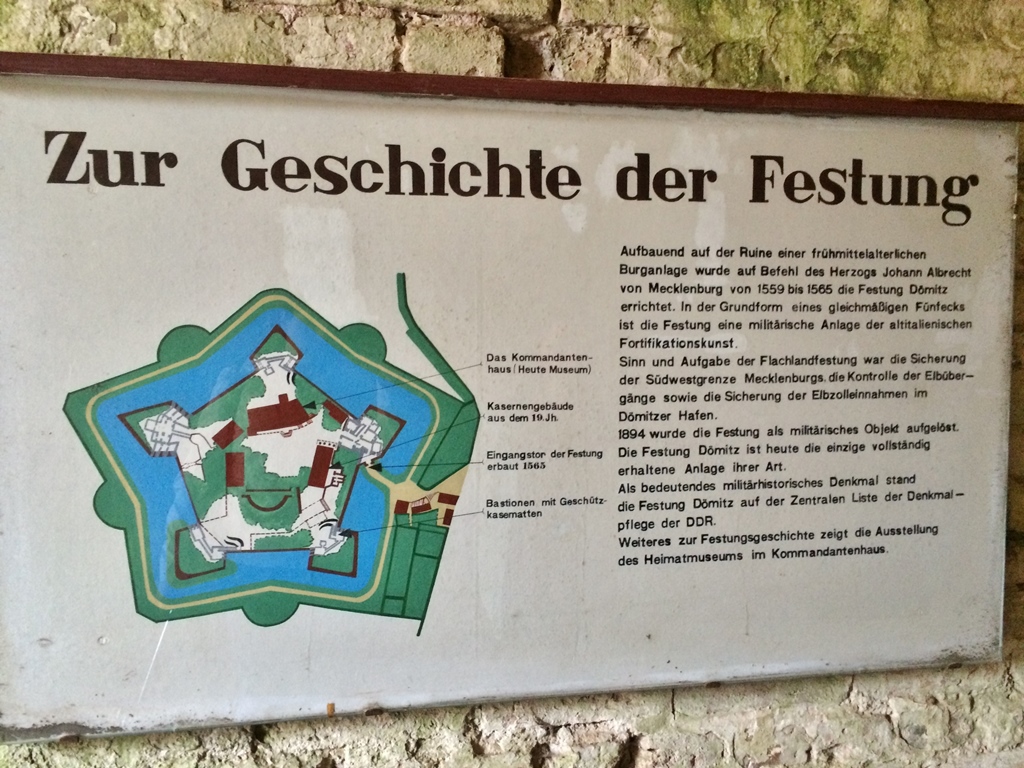 Zur Geschichte der Festung
Das Kommandanten-
haus (Heute Museum)
Kasernengebäude
aus dem 19.Jh.
Eingangstor der Festung
erbaut 1565
Bastionen mit Geschütz-
kasematten
Aufbauend auf der Ruine einer frühmittelalterlichen
Burganlage wurde auf Befehl des Herzogs Johann Albrecht
von Mecklenburg von 1559 bis 1565 die Festung Dömitz
errichtet. In der Grundform eines gleichmäßigen Fünfecks
ist die Festung eine militärische Anlage der altitalienischen
Fortifikationskunst.
Sinn und Aufgabe der Flachlandfestung war die Sicherung
der Südwestgrenze Mecklenburgs, die Kontrolle der Elbüber-
gänge sowie die Sicherung der Elbzolleinnahmen im
Dömitzer Hafen.
1894 wurde die Festung als militärisches Objekt aufgelöst.
Die Festung Dömitz ist heute die einzige vollständig
erhaltene Anlage ihrer Art.
Als bedeutendes militärhistorisches Denkmal stand
die Festung Dömitz auf der Zentralen Liste der Denkmal-
pflege der DDR.
Weiteres zur Festungsgeschichte zeigt die Ausstellung
des Heimatmuseums im Kommandantenhaus.